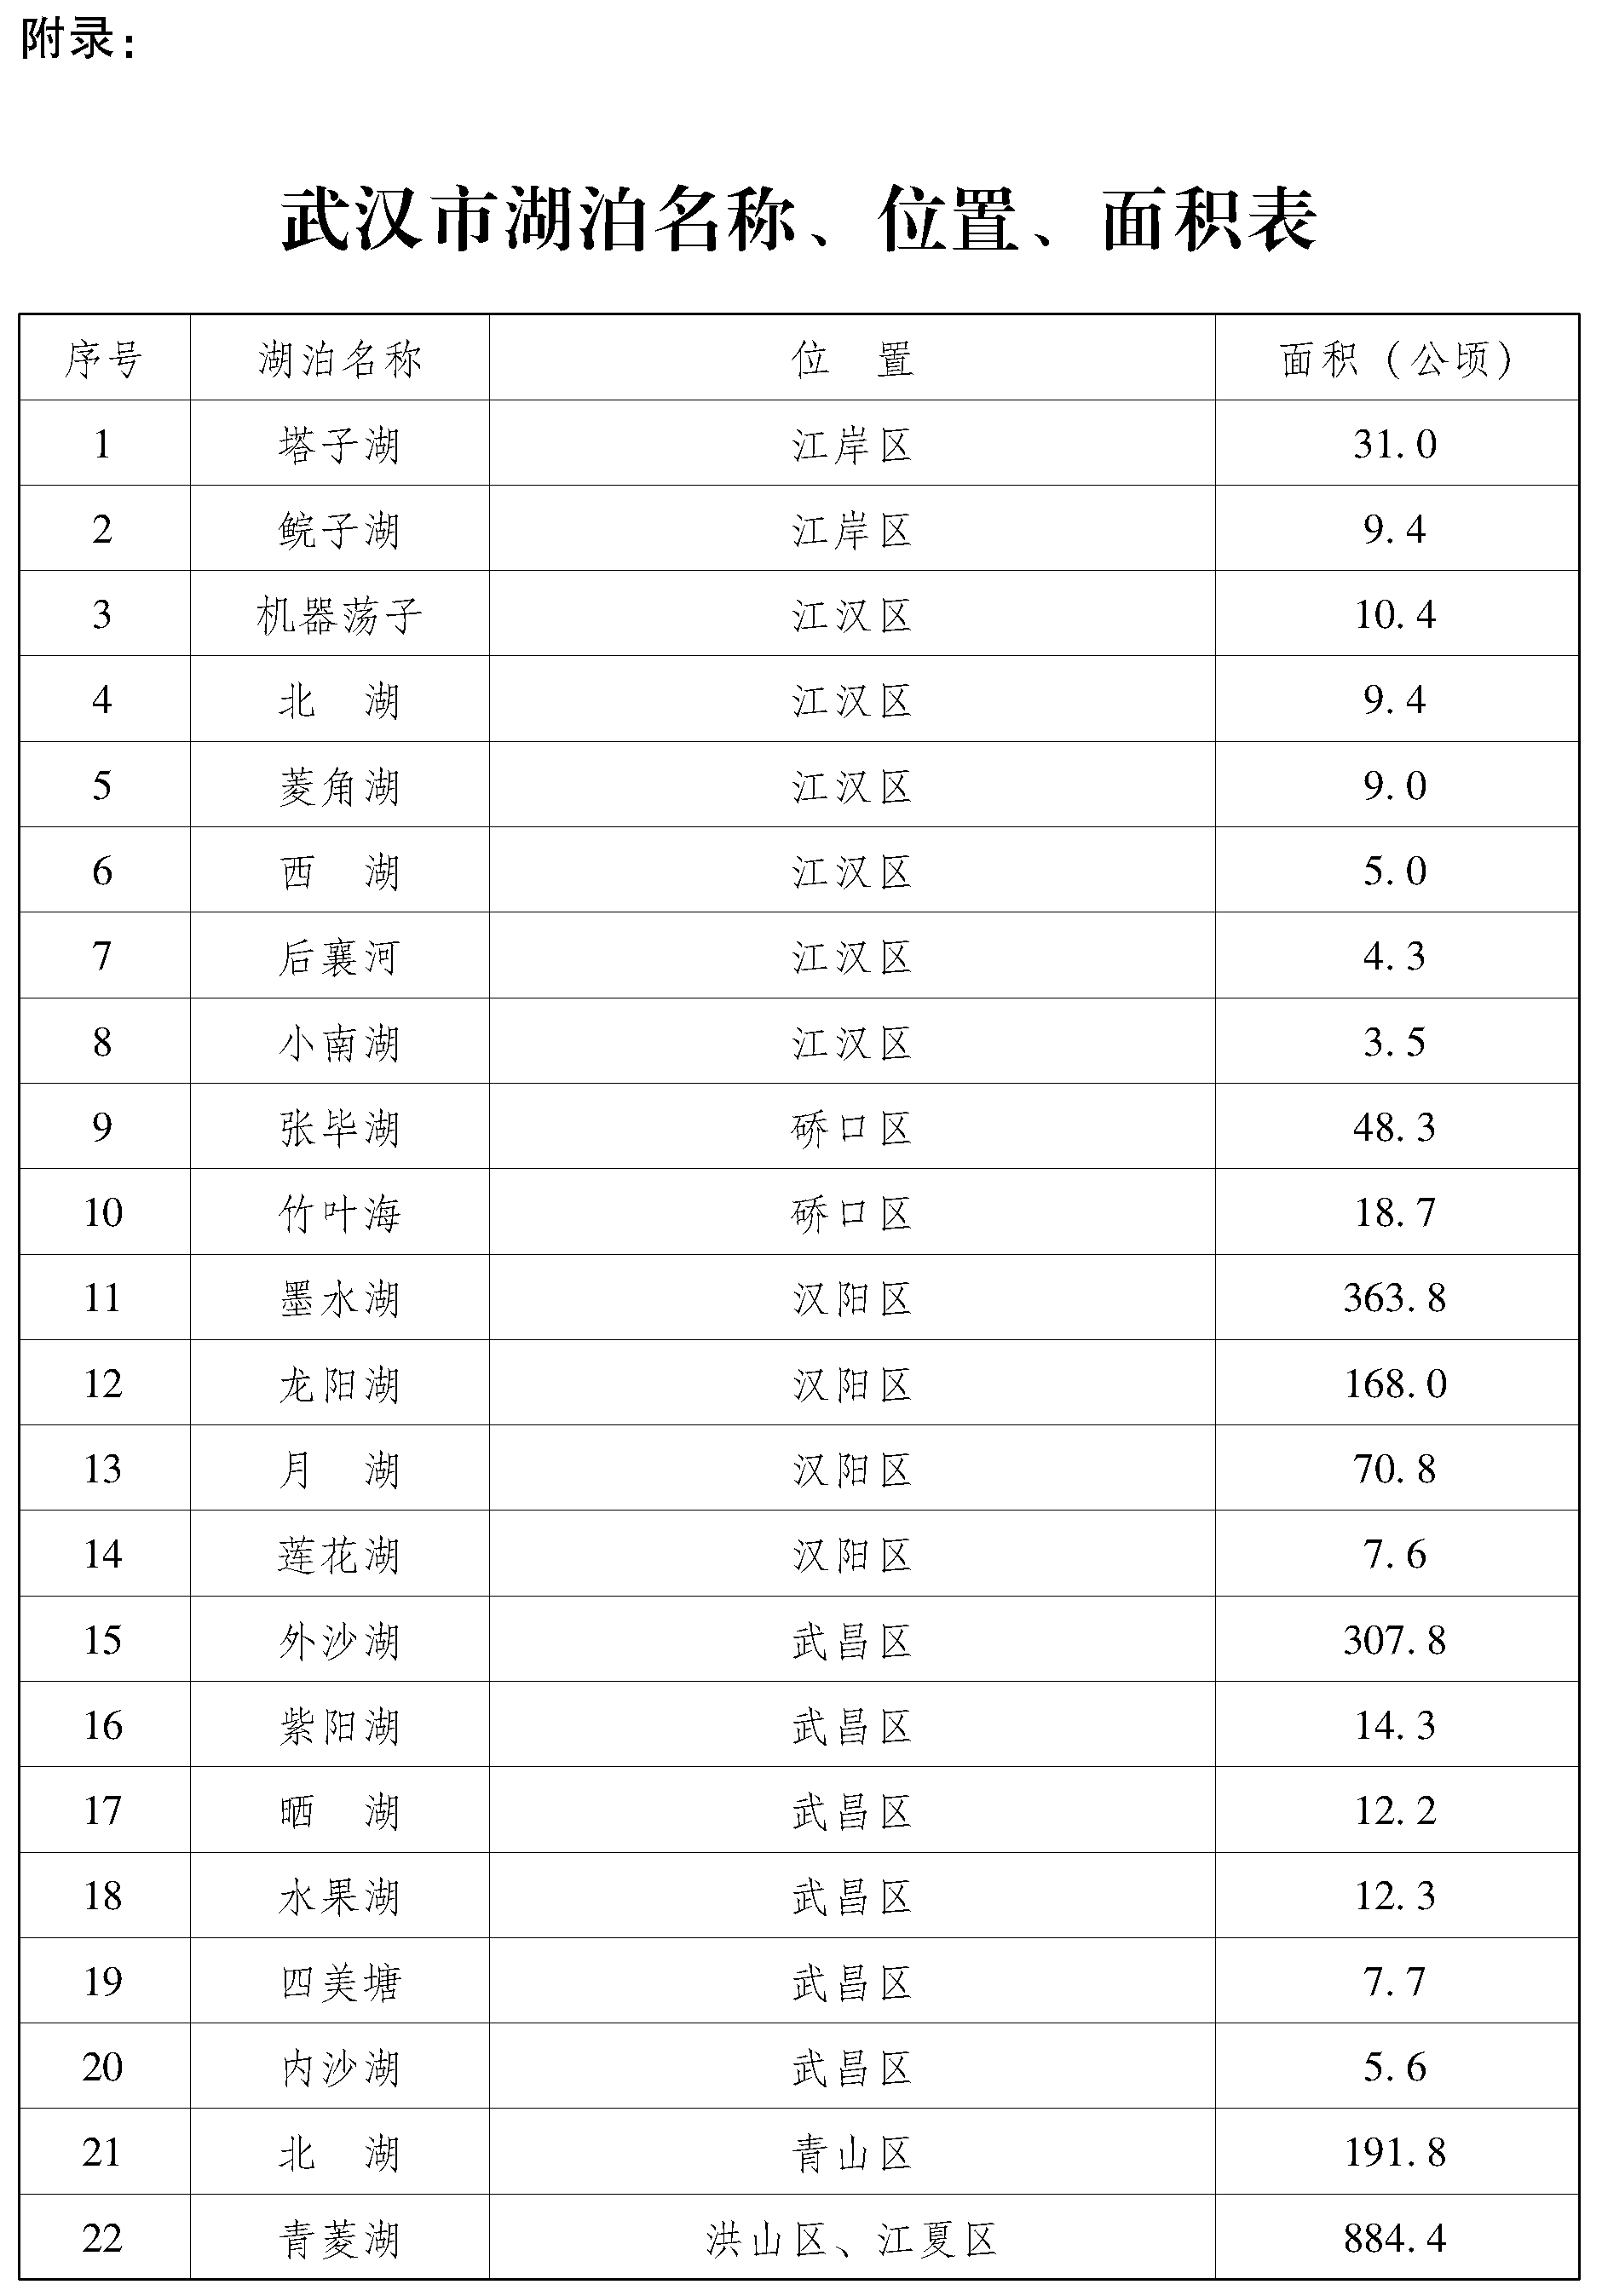 附录：
武汉市湖泊名称、位置、面积表
序号 湖泊名称 位　置 面积（公顷）
1 塔子湖 江岸区 31.0
2 鲩子湖 江岸区 9.4
3 机器荡子 江汉区 10.4
4 北　湖 江汉区 9.4
5 菱角湖 江汉区 9.0
6 西　湖 江汉区 5.0
7 后襄河 江汉区 4.3
8 小南湖 江汉区 3.5
9 张毕湖 硚口区 48.3
10 竹叶海 硚口区 18.7
11 墨水湖 汉阳区 363.8
12 龙阳湖 汉阳区 168.0
13 月　湖 汉阳区 70.8
14 莲花湖 汉阳区 7.6
15 外沙湖 武昌区 307.8
16 紫阳湖 武昌区 14.3
17 晒　湖 武昌区 12.2
18 水果湖 武昌区 12.3
19 四美塘 武昌区 7.7
20 内沙湖 武昌区 5.6
21 北　湖 青山区 191.8
22 青菱湖 洪山区、江夏区 884.4